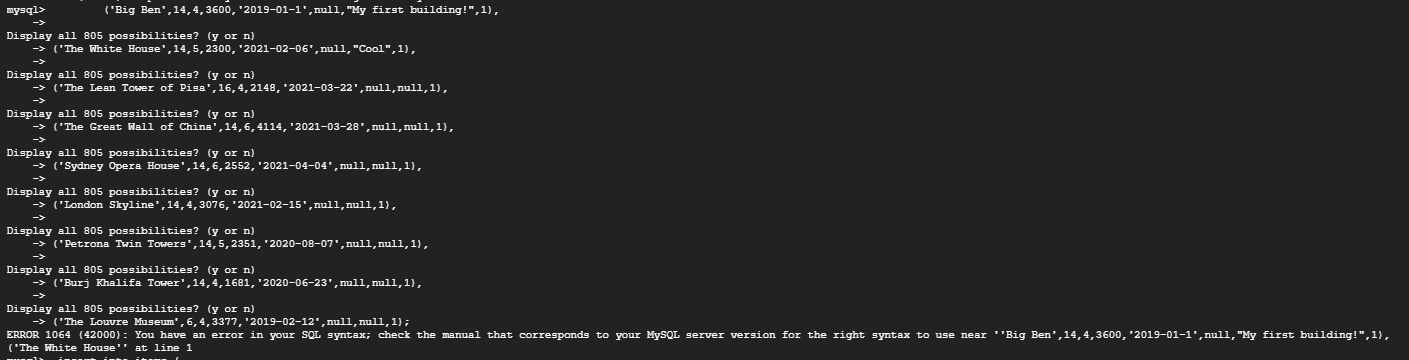 mysql> ('Big Ben',14,4,3600,'2019-01-1',null,"My first building!",1),
->
Display all 805 possibilities? (y or n)
-> ('The White House',14,5,2300,'2021-02-06',null,"Cool",1),
->
Display all 805 possibilities? (y or n)
-> ('The Lean Tower of Pisa',16,4,2148,'2021-03-22',null,null,1),
->
Display all 805 possibilities? (y or n)
-> ('The Great Wall of China',14,6,4114,'2021-03-28',null,null,1),
->
Display all 805 possibilities? (y or n)
-> ('Sydney Opera House',14,6,2552,'2021-04-04',null,null,1),
->
Display all 805 possibilities? (y or n)
-> ('London Skyline',14,4,3076,'2021-02-15',null,null,1),
->
Display all 805 possibilities? (y or n)
-> ('Petrona Twin Towers',14,5,2351,'2020-08-07',null,null,1),
->
Display all 805 possibilities? (y or n)
-> ('Burj Khalifa Tower',14,4,1681,'2020-06-23',null,null,1),
->
Display all 805 possibilities? (y or n)
-> ('The Louvre Museum',6,4,3377,'2019-02-12',null,null,1);
ERROR 1064 (42000): You have an error in your SQL syntax; check the manual that corresponds to your MySQL server version for the right syntax to use near ''Big Ben',14,4,3600,'2019-01-1',null,"My first building!",1),
('The White House'' at line 1
mysql> insert into items (